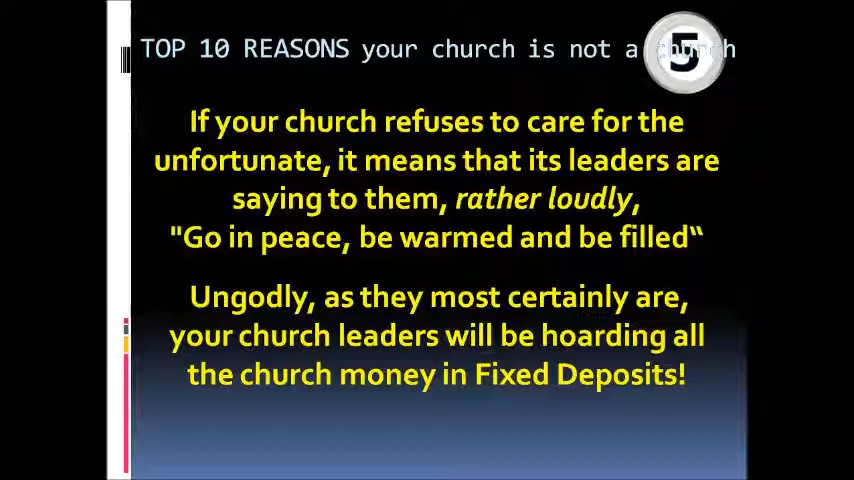 TOP 10 REASONS your church is not a church
5
If your church refuses to care for the
unfortunate, it means that its leaders are
saying to them, rather loudly,
"Go in peace, be warmed and be filled“
Ungodly, as they most certainly are,
your church leaders will be hoarding all
the church money in Fixed Deposits!